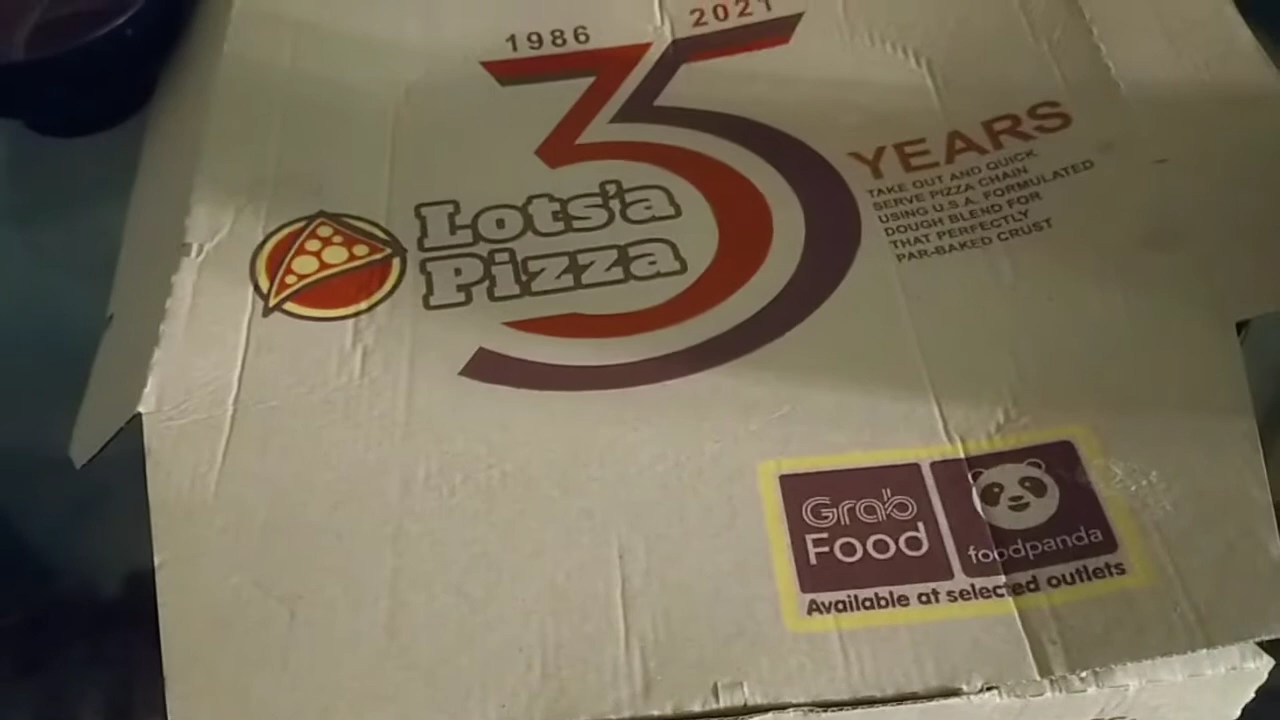 1986
2021
35
YEARS
TAKE OUT AND QUICK
SERVE PIZZA CHAIN
USING U.S.A. FORMULATED
DOUGH BLEND FOR
THAT PERFECTLY
PAR-BAKED CRUST
Lots'a
Pizza
Grab
Food
foodpanda
Available at selected outlets